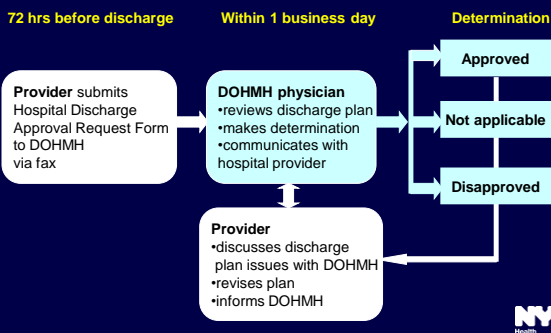 72 hrs before discharge
Within 1 business day
Determination
Provider submits
Hospital Discharge
Approval Request Form
to DOHMH
via fax
DOHMH physician
•reviews discharge plan
•makes determination
•communicates with
hospital provider
Approved
Not applicable
Disapproved
Provider
•discusses discharge
plan issues with DOHMH
•revises plan
•informs DOHMH
NY
Health